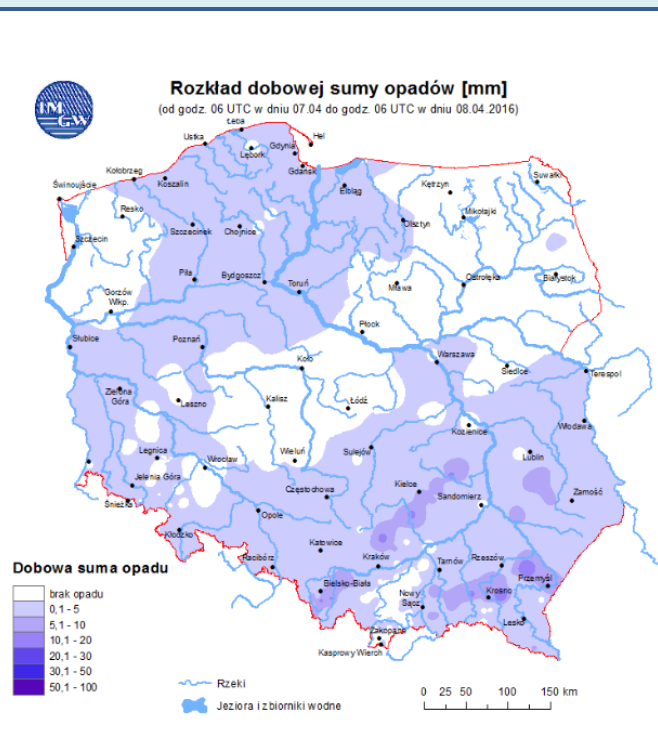 IM
GW
Rozkład dobowej sumy opadów [mm]
(od godz. 06 UTC w dniu 07.04 do godz. 06 UTC w dniu 08.04.2016)
Łeba
Hel
Ustka
Gdynia
Lębork
Gdańsk
Kołobrzeg
Koszalin
Świnoujście
Elbląg
Kętrzyn
Suwałki
Resko
Mikołajki
Olsztyn
Szczecinek
Chojnice
Szczecin
Piła
Bydgoszcz
Toruń
Mława
Ostrołęka
Białystok
Gorzów
Wlkp.
Płock
Słubice
Poznań
Koło
Warszawa
Siedlce
Terespol
Zielona
Góra
Leszno
Kalisz
Łódź
Kozienice
Włodawa
Legnica
Wrocław
Wieluń
Sulejów
Lublin
Jelenia Góra
Częstochowa
Kielce
Sandomierz
Zamość
Śnieżka
Opole
Kłodzko
Katowice
Racibórz
Kraków
Tarnów
Rzeszów
Przemyśl
Bielsko-Biała
Nowy
Sącz
Krosno
Lesko
Zakopane
Kasprowy Wierch
Dobowa suma opadu
brak opadu
0,1 - 5
5,1 - 10
10,1 - 20
20,1 - 30
30,1 - 50
50,1 - 100
Rzeki
Jeziora i zbiorniki wodne
0 25 50 100 150 km